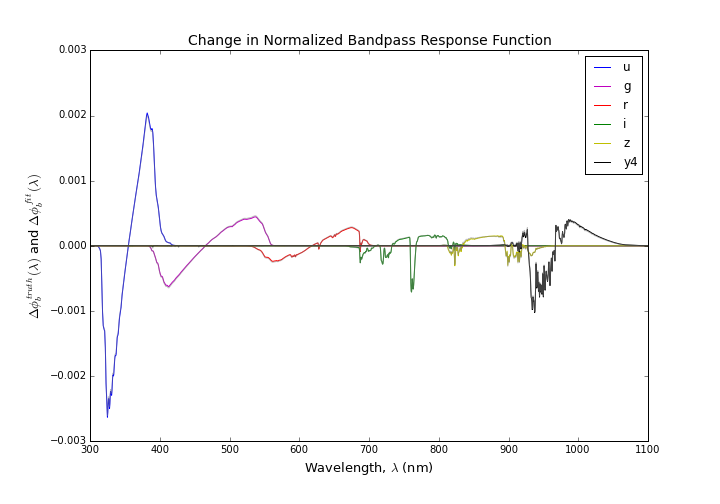 Change in Normalized Bandpass Response Function
0.003
0.002
0.001
0.000
−0.001
−0.002
−0.003
Δϕ_b^{truth}(λ) and Δϕ_b^{fit}(λ)
u
g
r
i
z
y4
300 400 500 600 700 800 900 1000 1100
Wavelength, λ (nm)